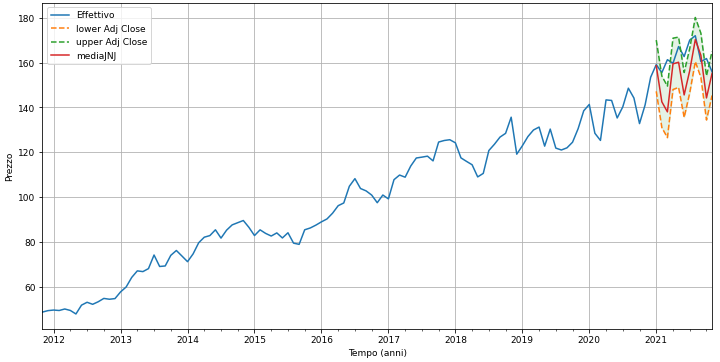 Effettivo
lower Adj Close
upper Adj Close
mediaJNJ
180
160
140
120
100
80
60
Prezzo
2012 2013 2014 2015 2016 2017 2018 2019 2020 2021
Tempo (anni)